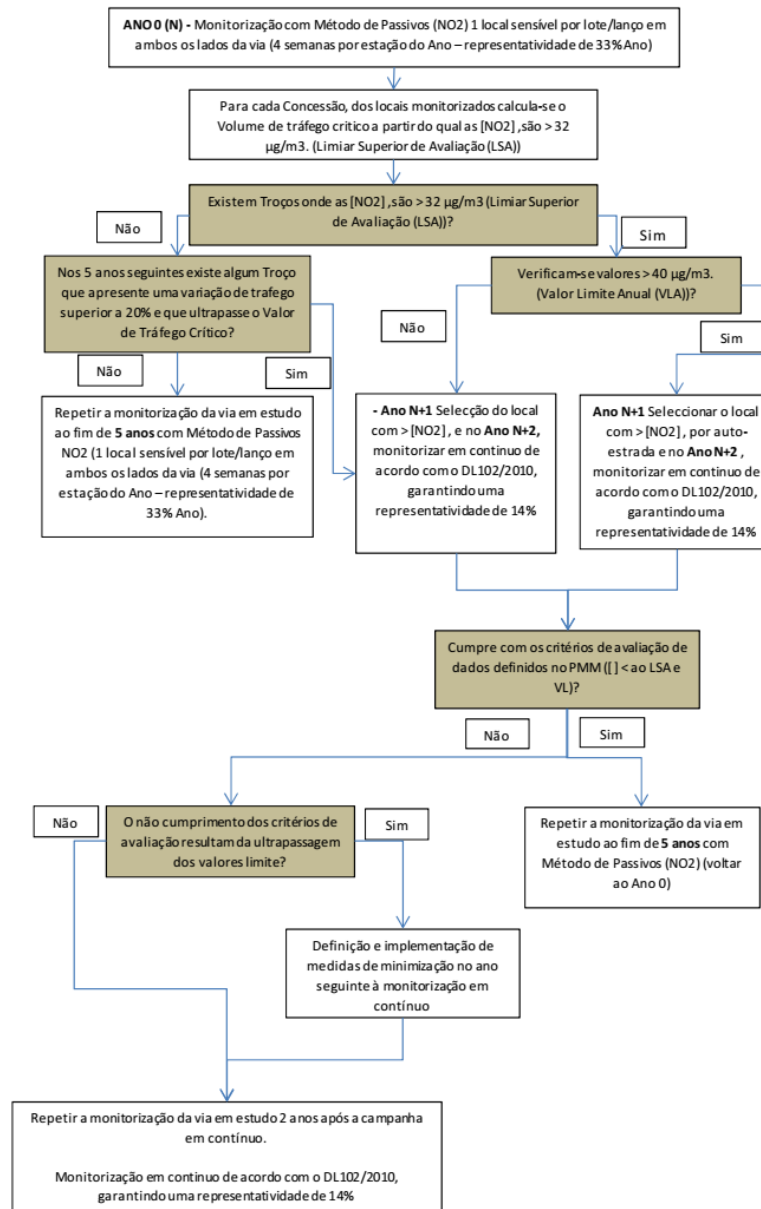 ANO 0 (N) - Monitorização com Método de Passivos (NO2) 1 local sensível por lote/lanço em
ambos os lados da via (4 semanas por estação do Ano – representatividade de 33% Ano)
Para cada Concessão, dos locais monitorizados calcula-se o
Volume de tráfego critico a partir do qual as [NO2] ,são > 32
µg/m3. (Limiar Superior de Avaliação (LSA))
Existem Troços onde as [NO2] ,são > 32 µg/m3 (Limiar Superior
de Avaliação (LSA))?
Não
Sim
Nos 5 anos seguintes existe algum Troço
que apresente uma variação de trafego
superior a 20% e que ultrapasse o Valor
de Tráfego Crítico?
Verificam-se valores > 40 µg/m3.
(Valor Limite Anual (VLA))?
Não
Sim
Não
Sim
Repetir a monitorização da via em estudo
ao fim de 5 anos com Método de Passivos
NO2 (1 local sensível por lote/lanço em
ambos os lados da via (4 semanas por
estação do Ano – representatividade de
33% Ano).
- Ano N+1 Selecção do local
com > [NO2] , e no Ano N+2,
monitorizar em continuo de
acordo com o DL102/2010,
garantindo uma
representatividade de 14%
Ano N+1 Seleccionar o local
com > [NO2] , por auto-
estrada e no Ano N+2 ,
monitorizar em continuo de
acordo com o DL102/2010,
garantindo uma
representatividade de 14%
Cumpre com os critérios de avaliação de
dados definidos no PMM ([ ] < ao LSA e
VL)?
Não
Sim
Não
O não cumprimento dos critérios de
avaliação resultam da ultrapassagem
dos valores limite?
Sim
Repetir a monitorização da via em
estudo ao fim de 5 anos com
Método de Passivos (NO2) (voltar
ao Ano 0)
Definição e implementação de
medidas de minimização no ano
seguinte à monitorização em
contínuo
Repetir a monitorização da via em estudo 2 anos após a campanha
em contínuo.
Monitorização em continuo de acordo com o DL102/2010,
garantindo uma representatividade de 14%